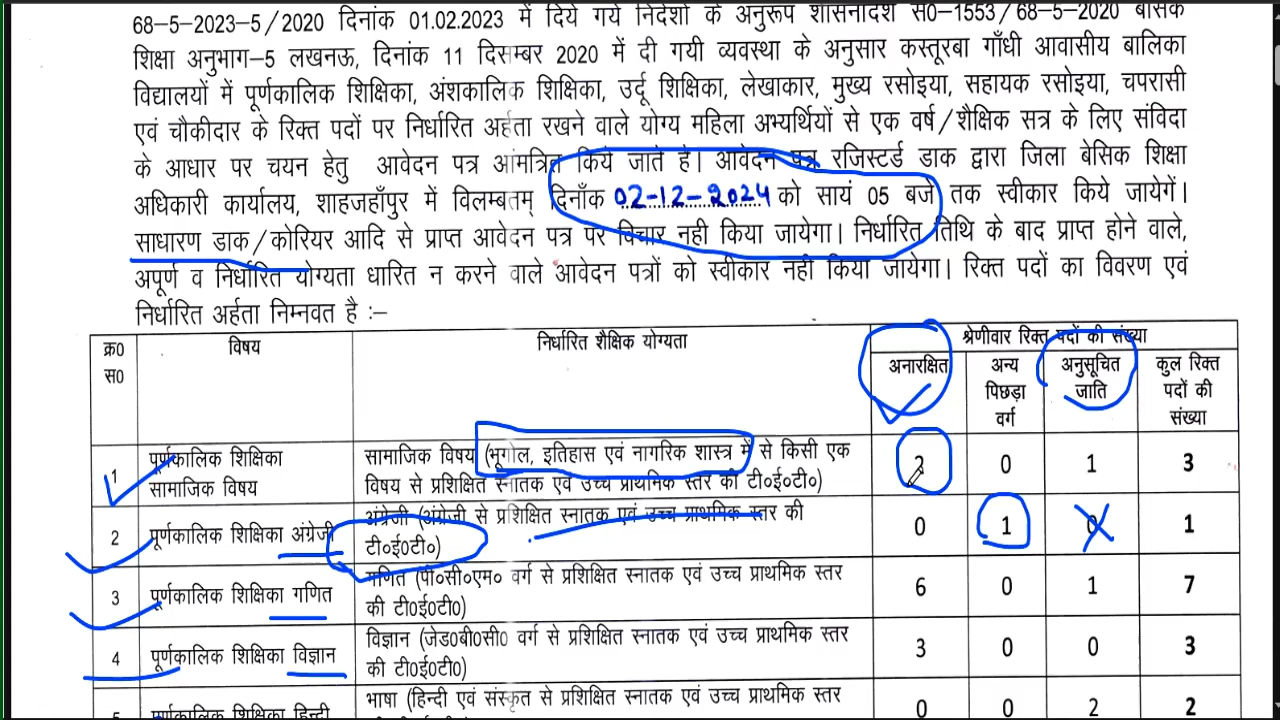 68-5-2023-5/2020 दिनांक 01.02.2023 में दिये गये निर्देशों के अनुरूप शासनादेश सं0-1553/68-5-2020 बेसिक
शिक्षा अनुभाग-5 लखनऊ, दिनांक 11 दिसम्बर 2020 में दी गयी व्यवस्था के अनुसार कस्तूरबा गाँधी आवासीय बालिका
विद्यालयों में पूर्णकालिक शिक्षिका, अंशकालिक शिक्षिका, उर्दू शिक्षिका, लेखाकार, मुख्य रसोइया, सहायक रसोइया, चपरासी
एवं चौकीदार के रिक्त पदों पर निर्धारित अर्हता रखने वाले योग्य महिला अभ्यर्थियों से एक वर्ष/शैक्षिक सत्र के लिए संविदा
के आधार पर चयन हेतु आवेदन पत्र आमंत्रित किये जाते है। आवेदन पत्र रजिस्टर्ड डाक द्वारा जिला बेसिक शिक्षा
अधिकारी कार्यालय, शाहजहाँपुर में विलम्बतम् दिनाँक 02-12-2024 को सायं 05 बजे तक स्वीकार किये जायेगें।
साधारण डाक/कोरियर आदि से प्राप्त आवेदन पत्र पर विचार नही किया जायेगा। निर्धारित तिथि के बाद प्राप्त होने वाले,
अपूर्ण व निर्धारित योग्यता धारित न करने वाले आवेदन पत्रों को स्वीकार नही किया जायेगा। रिक्त पदों का विवरण एवं
निर्धारित अर्हता निम्नवत है :–
क्र0 सं0 विषय निर्धारित शैक्षिक योग्यता श्रेणीवार रिक्त पदों की संख्या
अनारक्षित अन्य पिछड़ा वर्ग अनुसूचित जाति कुल रिक्त पदों की संख्या
1 पूर्णकालिक शिक्षिका सामाजिक विषय (भूगोल, इतिहास एवं नागरिक शास्त्र में से किसी एक 2 0 1 3
सामाजिक विषय विषय से प्रशिक्षित स्नातक एवं उच्च प्राथमिक स्तर की टी०ई०टी०)
2 पूर्णकालिक शिक्षिका अंग्रेजी अंग्रेजी (अंग्रेजी से प्रशिक्षित स्नातक एवं उच्च प्राथमिक स्तर की 0 1 0 1
टी०ई0टी०)
3 पूर्णकालिक शिक्षिका गणित गणित (पी०सी०एम० वर्ग से प्रशिक्षित स्नातक एवं उच्च प्राथमिक स्तर 6 0 1 7
की टी0ई0टी0)
4 पूर्णकालिक शिक्षिका विज्ञान विज्ञान (जेड0बी0सी0 वर्ग से प्रशिक्षित स्नातक एवं उच्च प्राथमिक स्तर 3 0 0 3
की टी0ई0टी0)
5 पूर्णकालिक शिक्षिका हिन्दी भाषा (हिन्दी एवं संस्कृत से प्रशिक्षित स्नातक एवं उच्च प्राथमिक स्तर 0 0 2 2